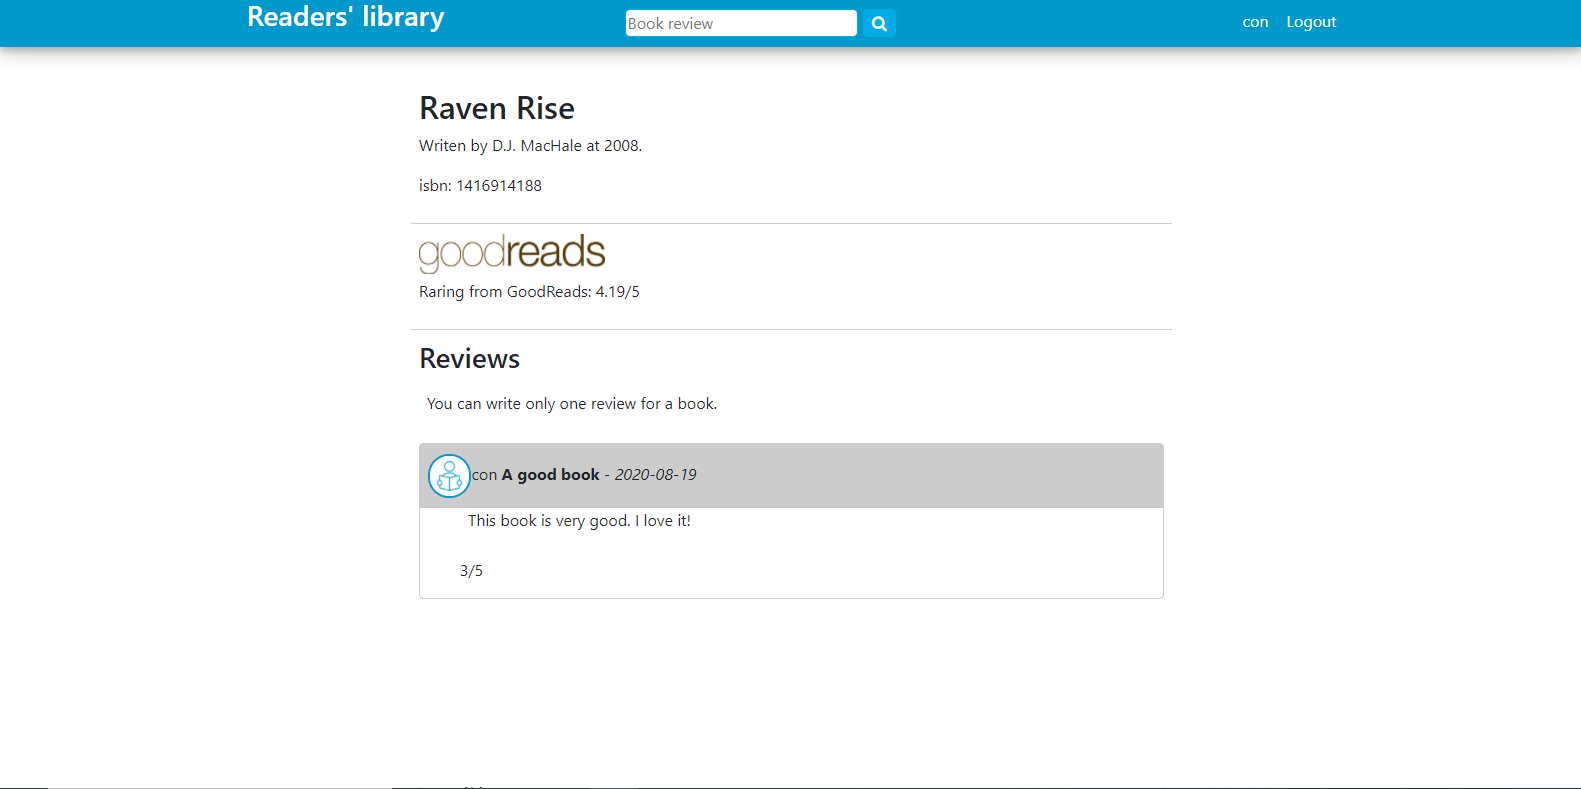 Readers' library
Book review
con Logout
Raven Rise
Writen by D.J. MacHale at 2008.
isbn: 1416914188
goodreads
Raring from GoodReads: 4.19/5
Reviews
You can write only one review for a book.
con A good book - 2020-08-19
This book is very good. I love it!
3/5